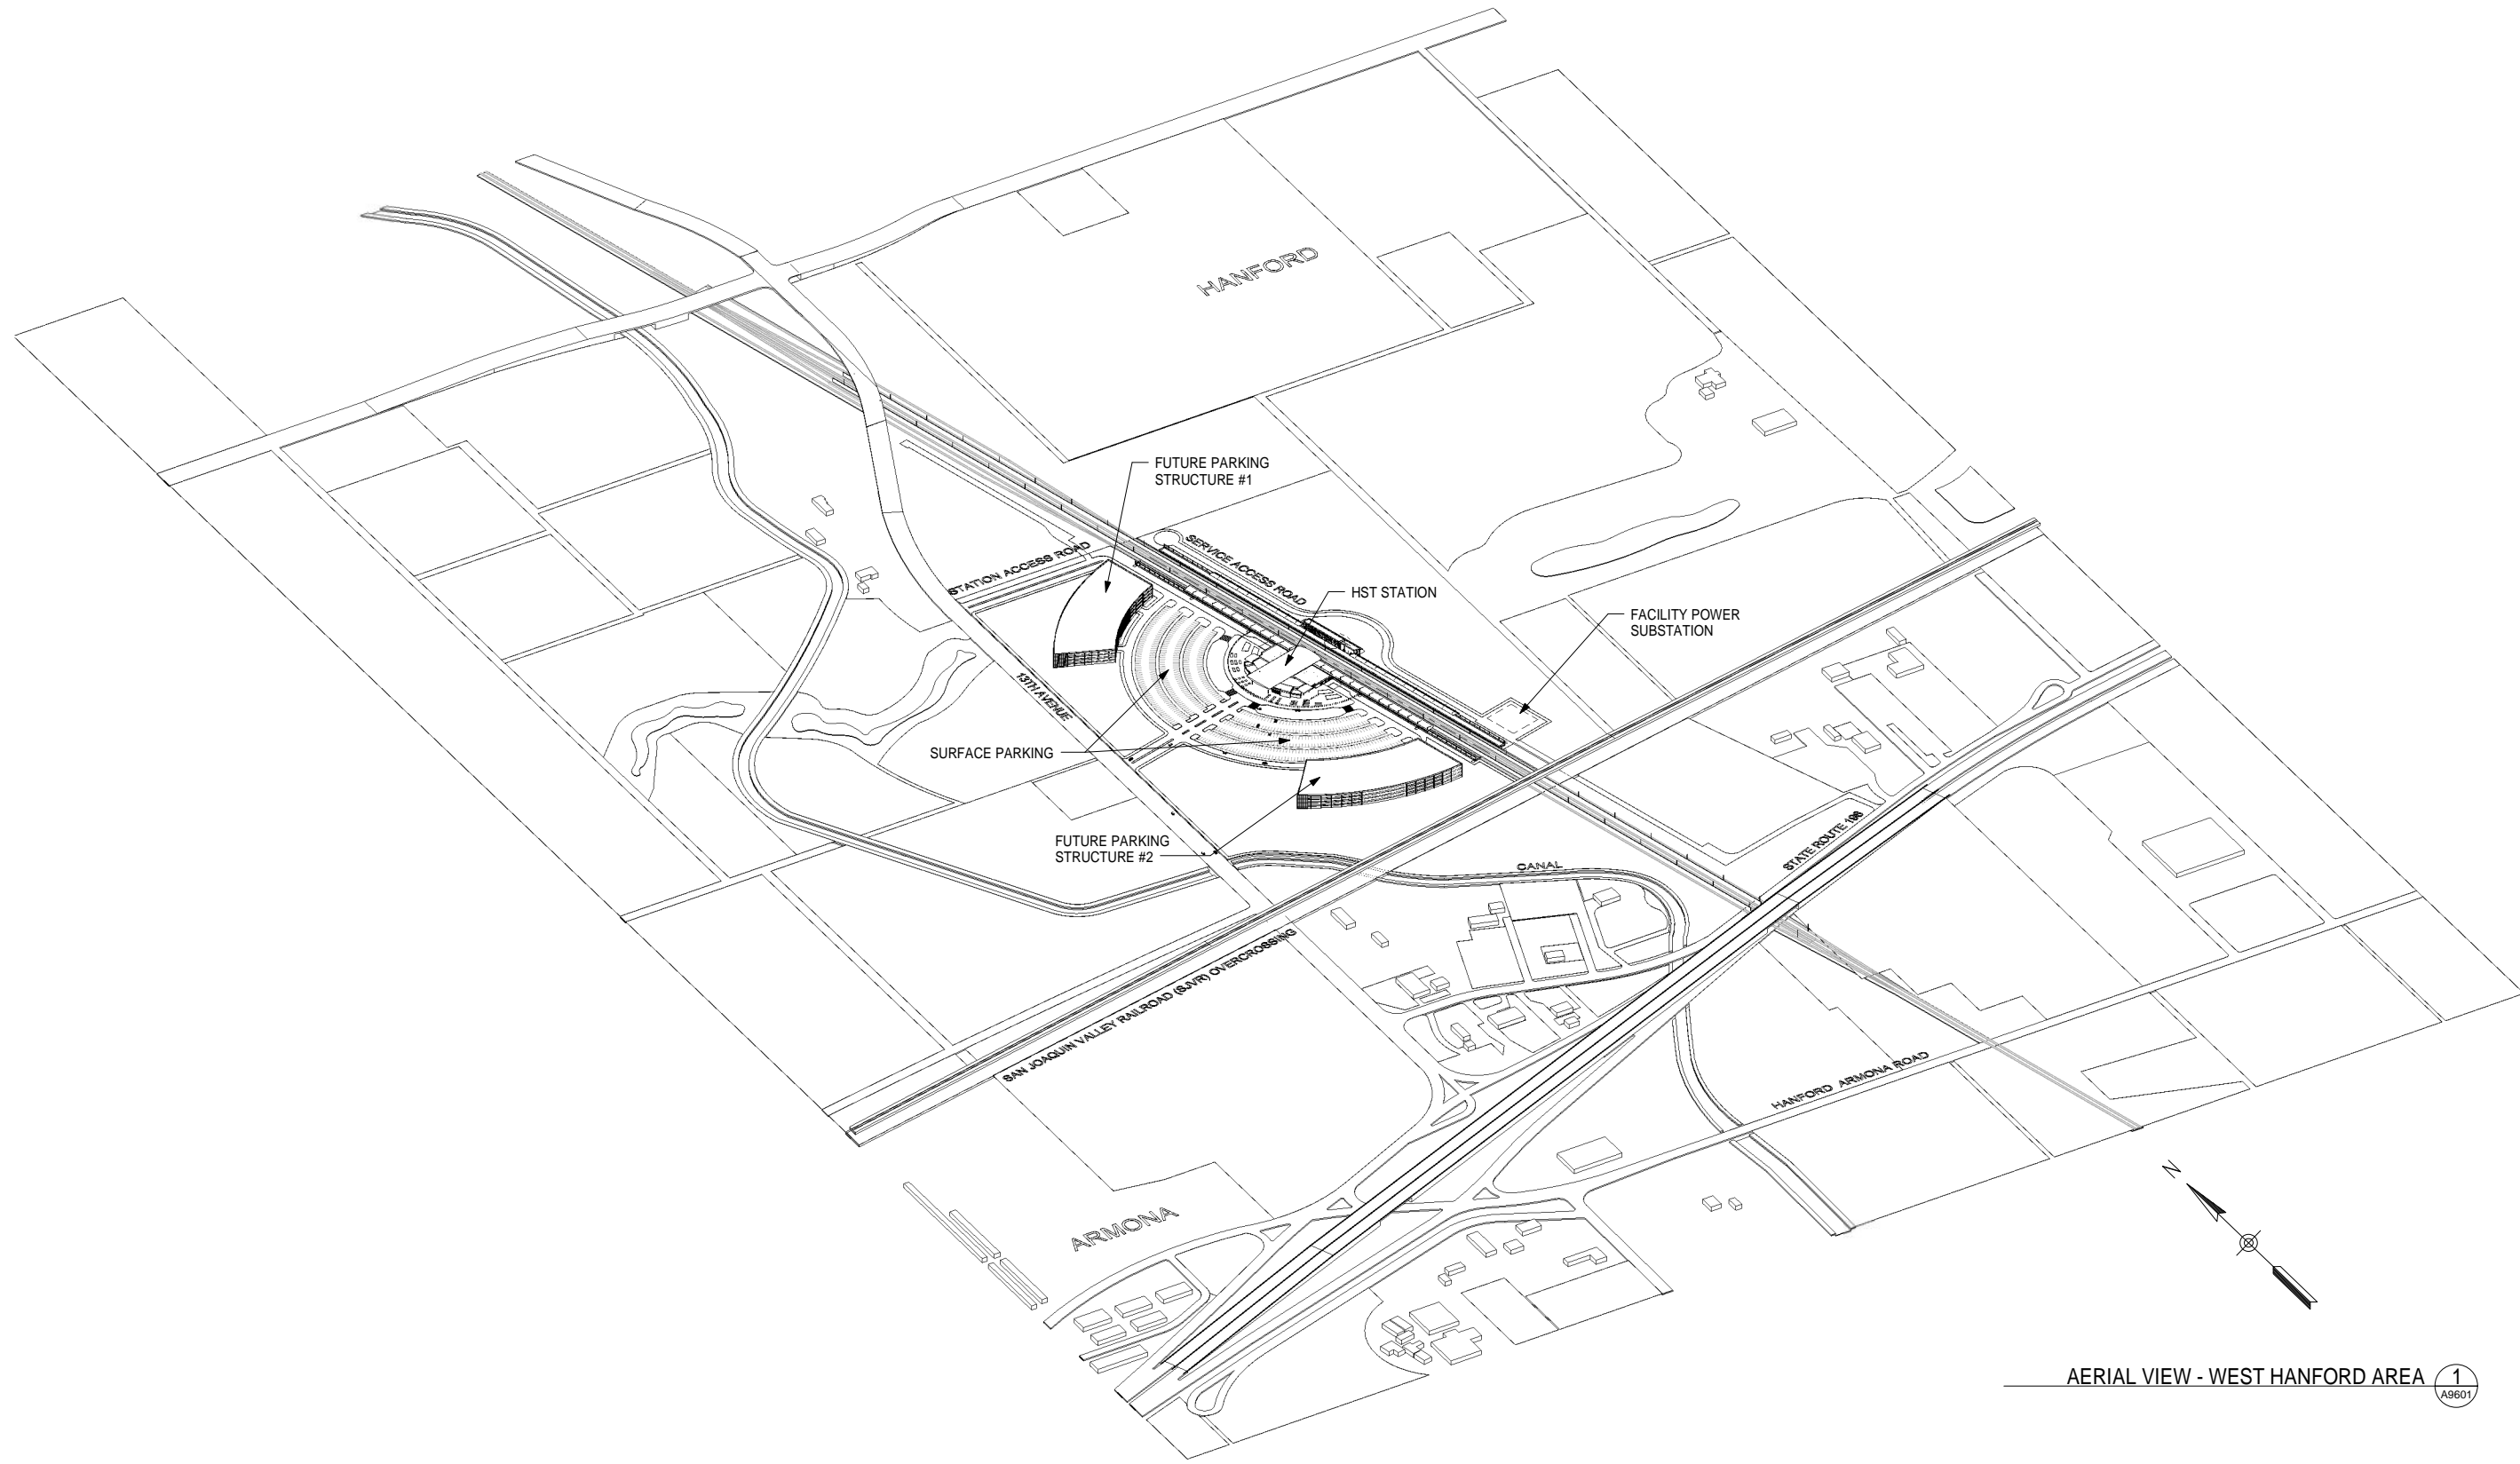 HANFORD
FUTURE PARKING
STRUCTURE #1
STATION ACCESS ROAD
SERVICE ACCESS ROAD
HST STATION
FACILITY POWER
SUBSTATION
13TH AVENUE
SURFACE PARKING
FUTURE PARKING
STRUCTURE #2
CANAL
STATE ROUTE 198
SAN JOAQUIN VALLEY RAILROAD (SJVR) OVERCROSSING
HANFORD ARMONA ROAD
ARMONA
N
AERIAL VIEW - WEST HANFORD AREA
1
A9601